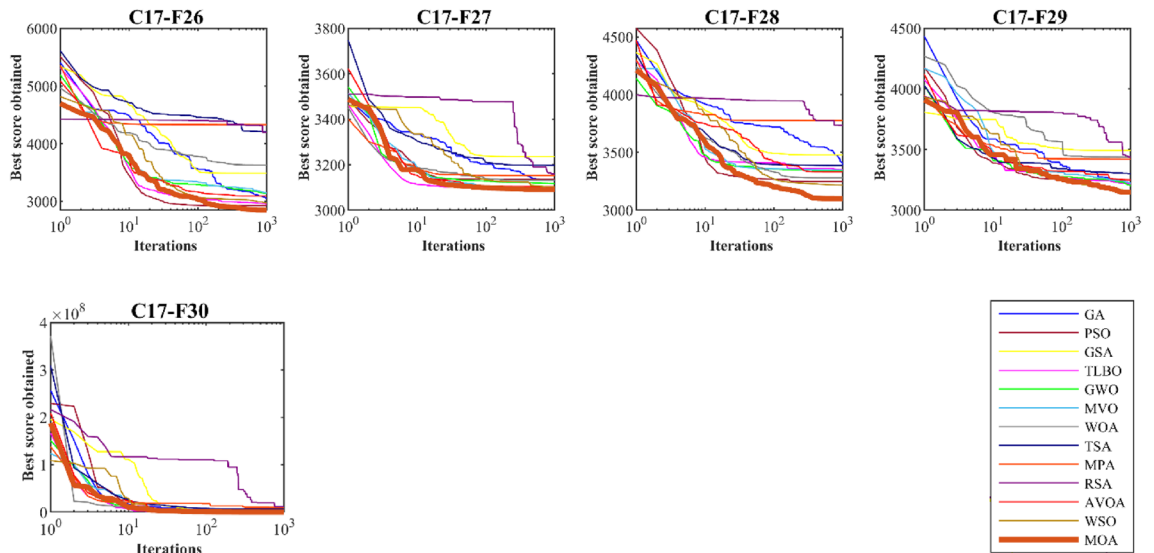 C17-F26
C17-F27
C17-F28
C17-F29
Best score obtained
6000
5000
4000
3000
10^0
10^1
10^2
10^3
Iterations
Best score obtained
3800
3600
3400
3200
3000
10^0
10^1
10^2
10^3
Iterations
Best score obtained
4500
4000
3500
3000
10^0
10^1
10^2
10^3
Iterations
Best score obtained
4500
4000
3500
3000
10^0
10^1
10^2
10^3
Iterations
C17-F30
×10^8
Best score obtained
4
3
2
1
0
10^0
10^1
10^2
10^3
Iterations
GA
PSO
GSA
TLBO
GWO
MVO
WOA
TSA
MPA
RSA
AVOA
WSO
MOA